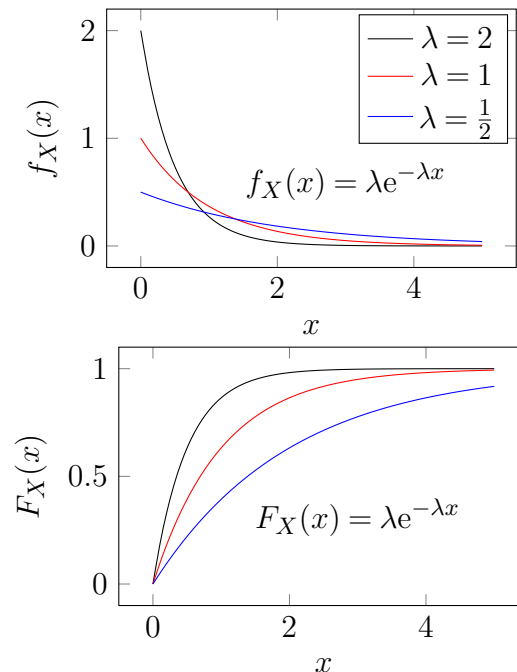 2
1
0
f_X(x)
λ = 2
λ = 1
λ = 1/2
f_X(x) = λe^{−λx}
0 2 4
x
1
0.5
0
F_X(x)
F_X(x) = λe^{−λx}
0 2 4
x